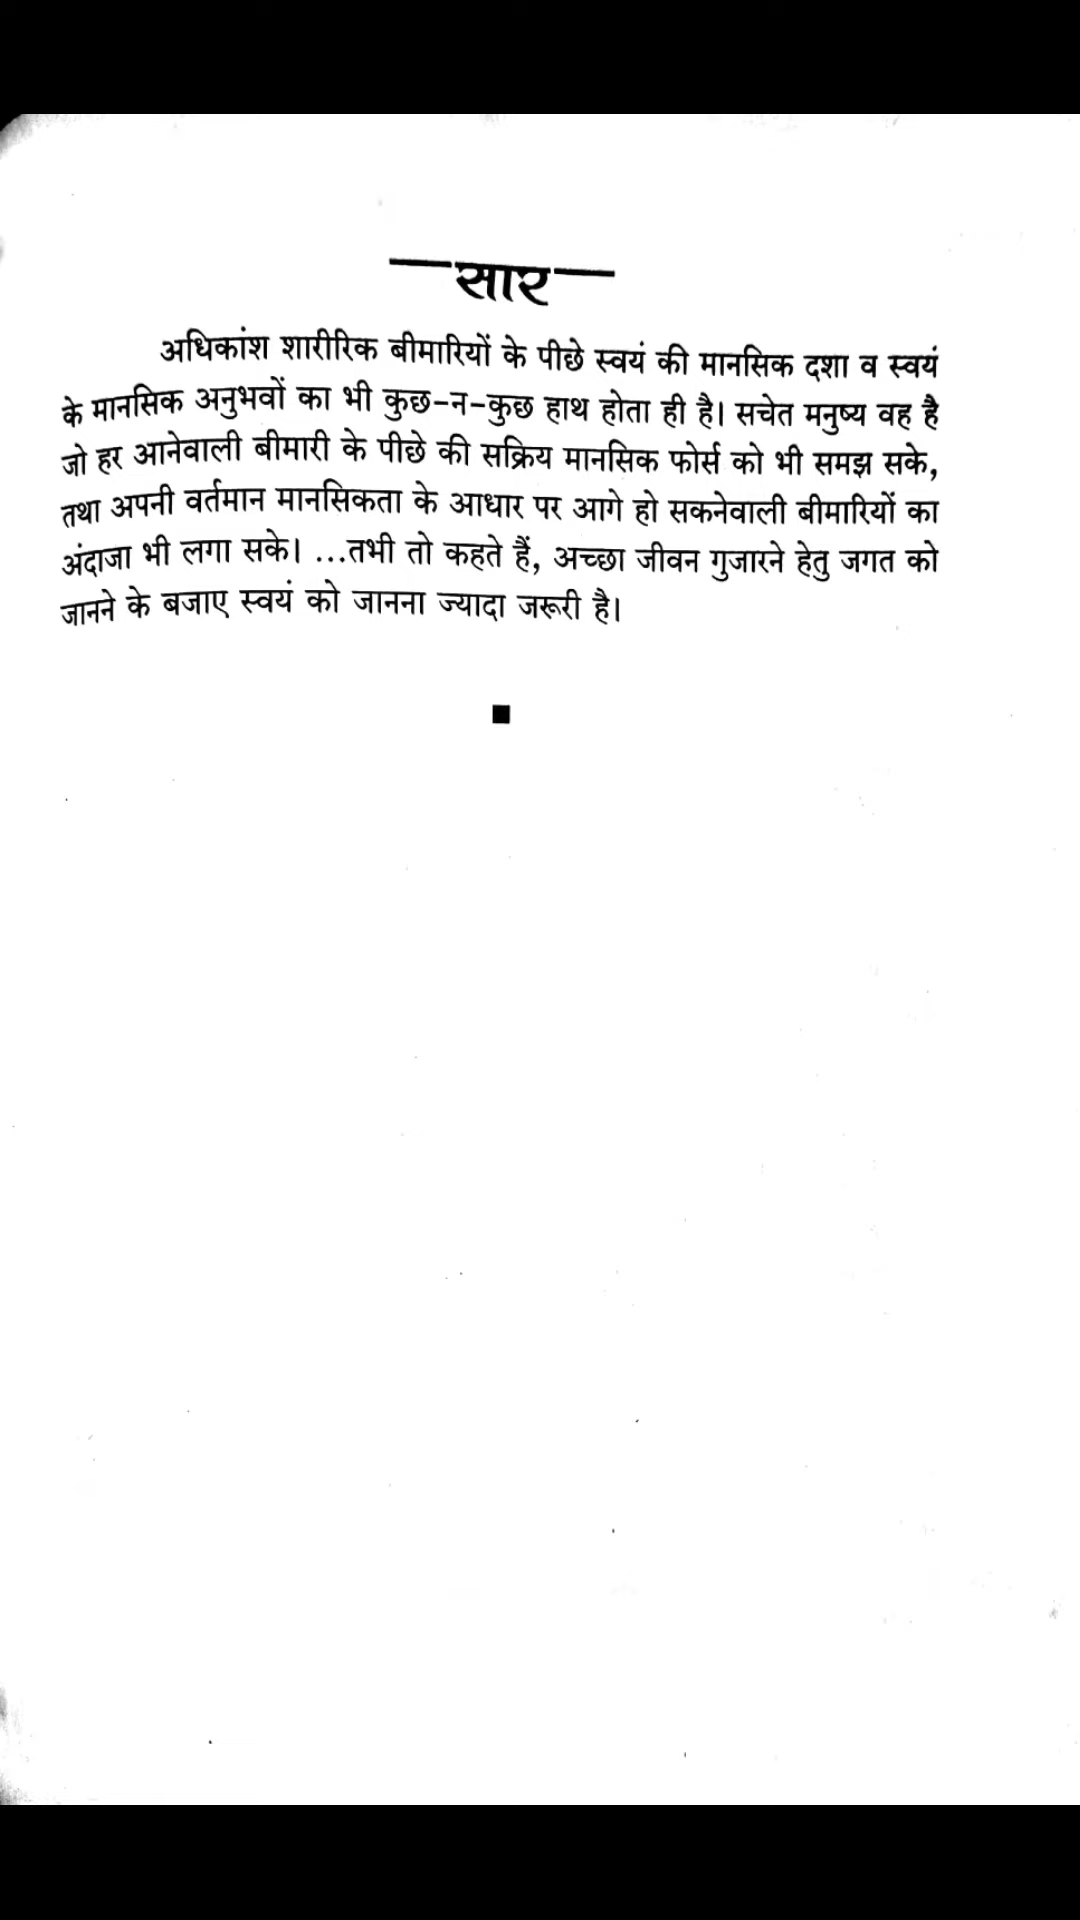 सार
अधिकांश शारीरिक बीमारियों के पीछे स्वयं की मानसिक दशा व स्वयं
के मानसिक अनुभवों का भी कुछ-न-कुछ हाथ होता ही है। सचेत मनुष्य वह है
जो हर आनेवाली बीमारी के पीछे की सक्रिय मानसिक फोर्स को भी समझ सके,
तथा अपनी वर्तमान मानसिकता के आधार पर आगे हो सकनेवाली बीमारियों का
अंदाजा भी लगा सके। ...तभी तो कहते हैं, अच्छा जीवन गुजारने हेतु जगत को
जानने के बजाए स्वयं को जानना ज्यादा जरूरी है।